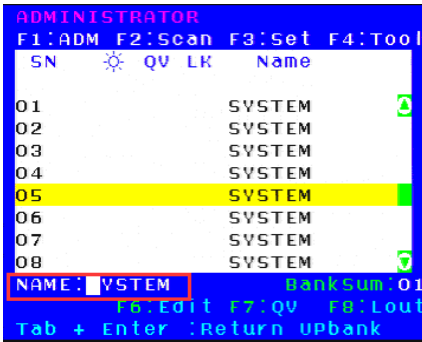 ADMINISTRATOR
F1:ADM F2:Scan F3:Set F4:Tool
SN QV LK Name
01 SYSTEM
02 SYSTEM
03 SYSTEM
04 SYSTEM
05 SYSTEM
06 SYSTEM
07 SYSTEM
08 SYSTEM
NAME: YSTEM BankSum:01
F6:Edit F7:QV F8:Lout
Tab + Enter :Return UPbank